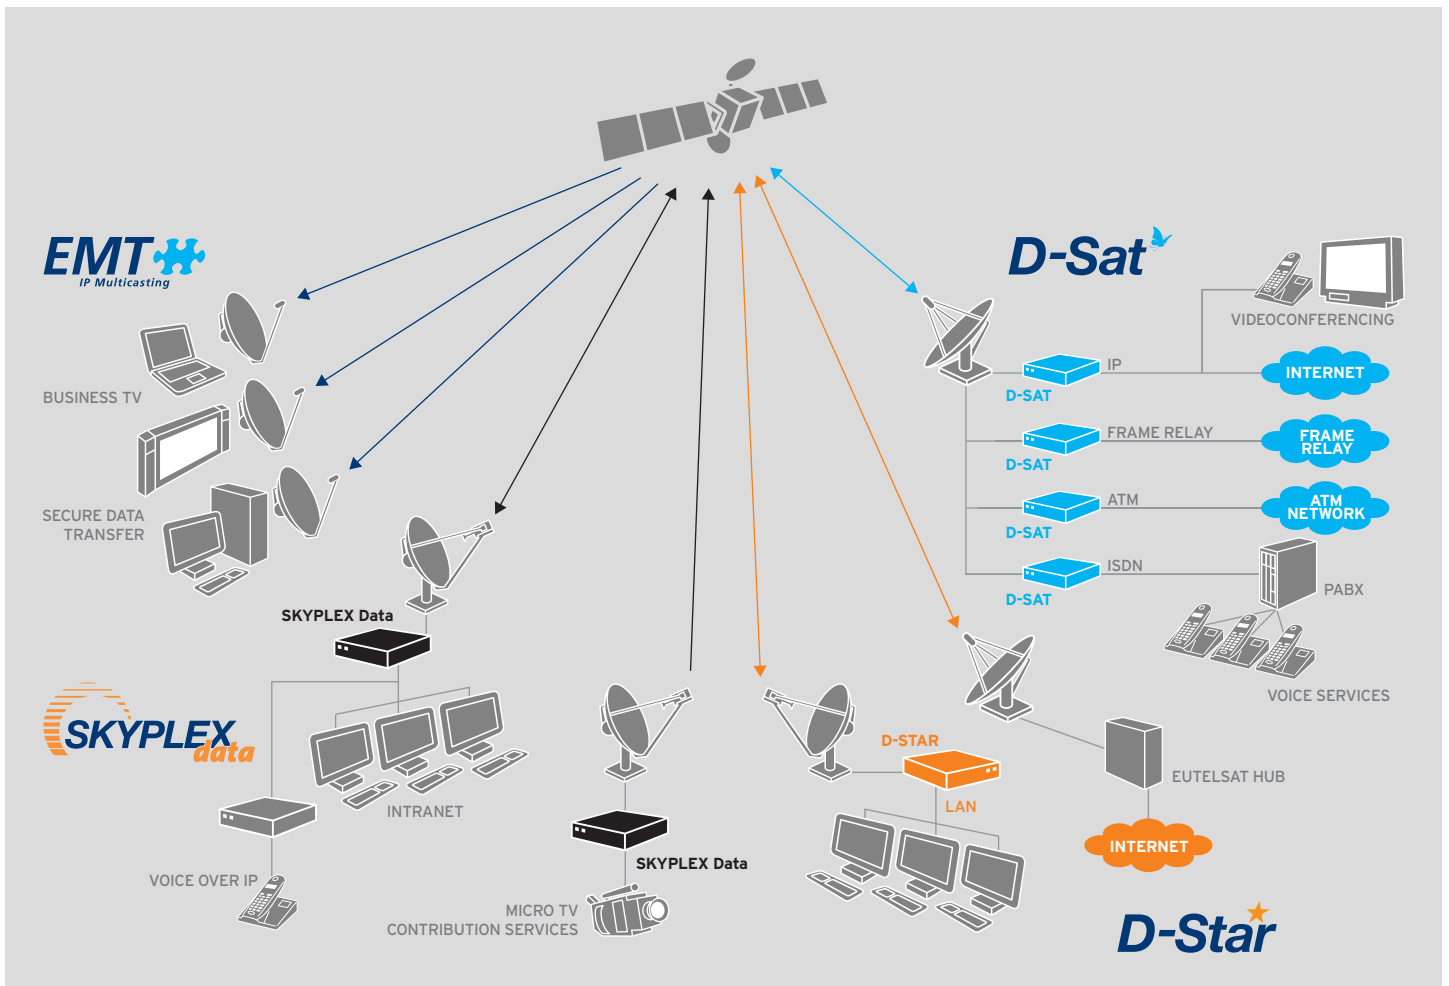 EMT
IP Multicasting
BUSINESS TV
SECURE DATA
TRANSFER
SKYPLEX Data
SKYPLEX
data
INTRANET
VOICE OVER IP
SKYPLEX Data
MICRO TV
CONTRIBUTION SERVICES
D-Sat
VIDEOCONFERENCING
IP
INTERNET
D-SAT
FRAME RELAY
FRAME
RELAY
D-SAT
ATM
ATM
NETWORK
D-SAT
ISDN
PABX
D-SAT
VOICE SERVICES
D-STAR
LAN
EUTELSAT HUB
INTERNET
D-Star